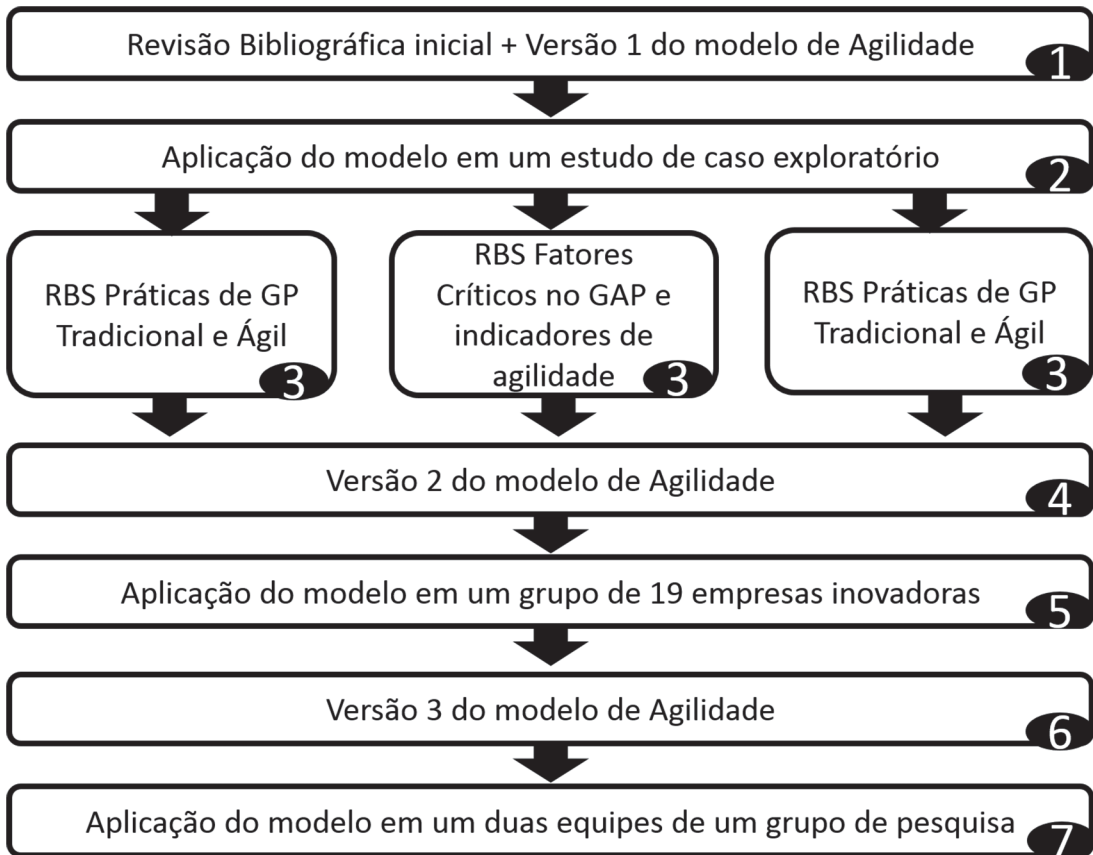 Revisão Bibliográfica inicial + Versão 1 do modelo de Agilidade
1
Aplicação do modelo em um estudo de caso exploratório
2
RBS Práticas de GP
Tradicional e Ágil
3
RBS Fatores
Críticos no GAP e
indicadores de
agilidade
3
RBS Práticas de GP
Tradicional e Ágil
3
Versão 2 do modelo de Agilidade
4
Aplicação do modelo em um grupo de 19 empresas inovadoras
5
Versão 3 do modelo de Agilidade
6
Aplicação do modelo em um duas equipes de um grupo de pesquisa
7